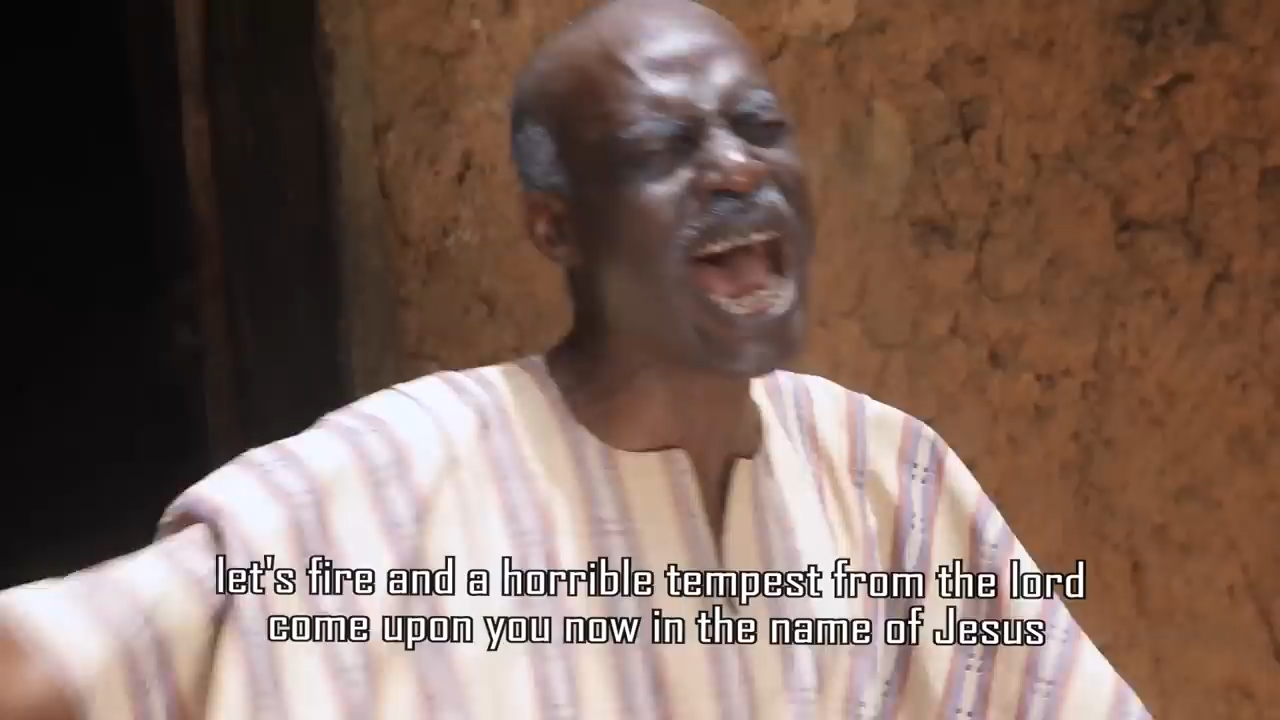 let's fire and a horrible tempest from the lord
come upon you now in the name of Jesus